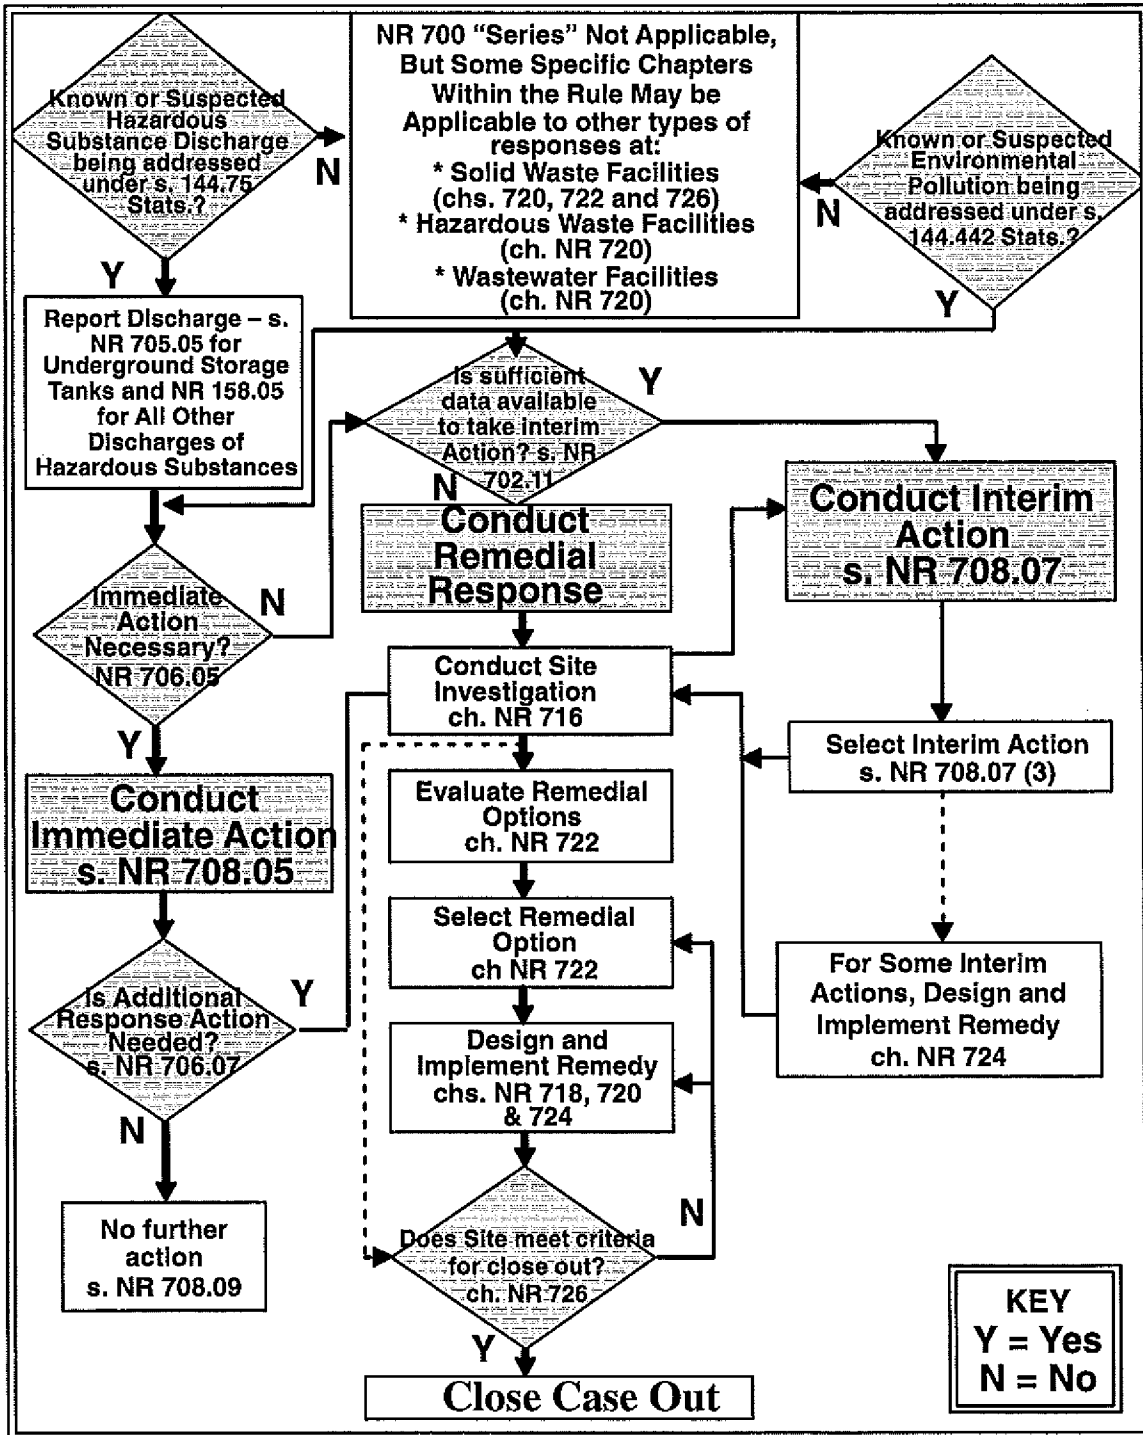 Known or Suspected
Hazardous
Substance Discharge
being addressed
under s. 144.75
Stats.?
N
Y
NR 700 “Series” Not Applicable,
But Some Specific Chapters
Within the Rule May be
Applicable to other types of
responses at:
* Solid Waste Facilities
(chs. 720, 722 and 726)
* Hazardous Waste Facilities
(ch. NR 720)
* Wastewater Facilities
(ch. NR 720)
Known or Suspected
Environmental
Pollution being
addressed under s.
144.442 Stats.?
N
Y
Report Discharge – s.
NR 705.05 for
Underground Storage
Tanks and NR 158.05
for All Other
Discharges of
Hazardous Substances
Is sufficient
data available
to take interim
Action? s. NR
702.11
Y
N
Conduct
Remedial
Response
Conduct Interim
Action
s. NR 708.07
Immediate
Action
Necessary?
NR 706.05
N
Y
Conduct Site
Investigation
ch. NR 716
Select Interim Action
s. NR 708.07 (3)
Conduct
Immediate Action
s. NR 708.05
Evaluate Remedial
Options
ch. NR 722
Select Remedial
Option
ch NR 722
For Some Interim
Actions, Design and
Implement Remedy
ch. NR 724
Is Additional
Response Action
Needed?
s. NR 706.07
Y
N
Design and
Implement Remedy
chs. NR 718, 720
& 724
No further
action
s. NR 708.09
Does Site meet criteria
for close out?
ch. NR 726
N
Y
Close Case Out
KEY
Y = Yes
N = No